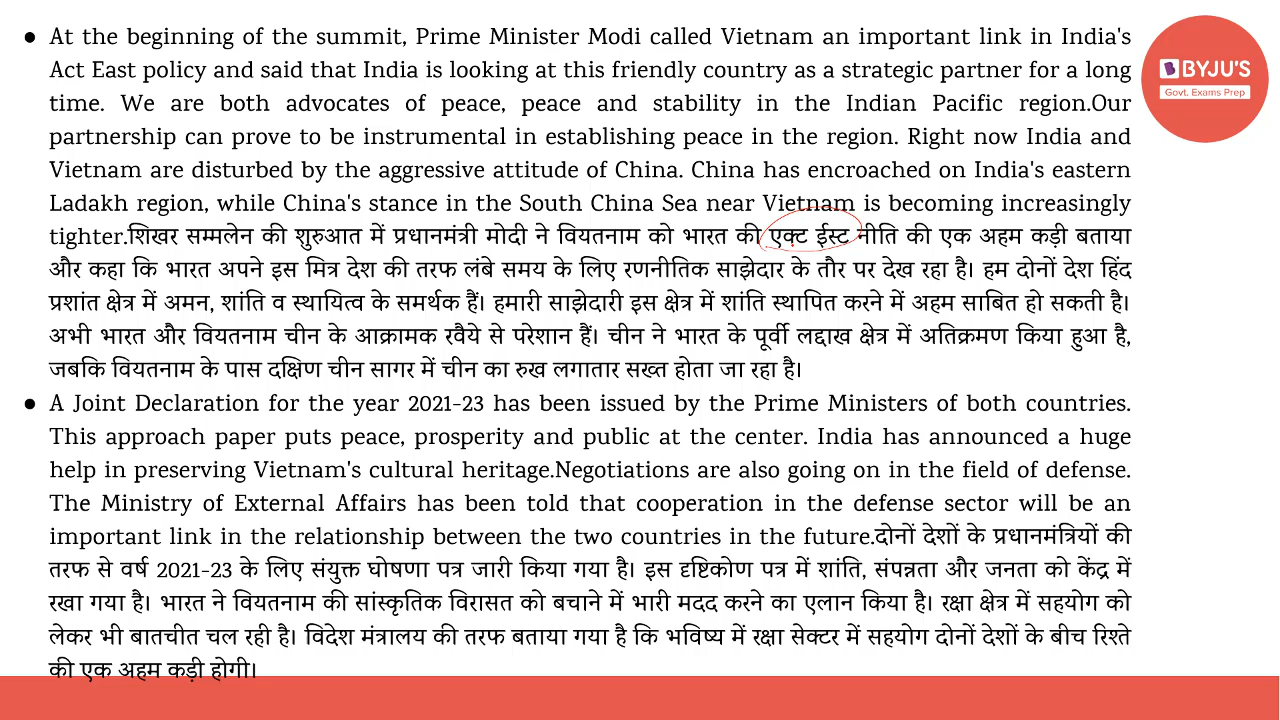 ● At the beginning of the summit, Prime Minister Modi called Vietnam an important link in India's
Act East policy and said that India is looking at this friendly country as a strategic partner for a long
time. We are both advocates of peace, peace and stability in the Indian Pacific region.Our
partnership can prove to be instrumental in establishing peace in the region. Right now India and
Vietnam are disturbed by the aggressive attitude of China. China has encroached on India's eastern
Ladakh region, while China's stance in the South China Sea near Vietnam is becoming increasingly
tighter.शिखर सम्मलेन की शुरुआत में प्रधानमंत्री मोदी ने वियतनाम को भारत की एक्ट ईस्ट नीति की एक अहम कड़ी बताया
और कहा कि भारत अपने इस मित्र देश की तरफ लंबे समय के लिए रणनीतिक साझेदार के तौर पर देख रहा है। हम दोनों देश हिंद
प्रशांत क्षेत्र में अमन, शांति व स्थायित्व के समर्थक हैं। हमारी साझेदारी इस क्षेत्र में शांति स्थापित करने में अहम साबित हो सकती है।
अभी भारत और वियतनाम चीन के आक्रामक रवैये से परेशान हैं। चीन ने भारत के पूर्वी लद्दाख क्षेत्र में अतिक्रमण किया हुआ है,
जबकि वियतनाम के पास दक्षिण चीन सागर में चीन का रुख लगातार सख्त होता जा रहा है।
● A Joint Declaration for the year 2021-23 has been issued by the Prime Ministers of both countries.
This approach paper puts peace, prosperity and public at the center. India has announced a huge
help in preserving Vietnam's cultural heritage.Negotiations are also going on in the field of defense.
The Ministry of External Affairs has been told that cooperation in the defense sector will be an
important link in the relationship between the two countries in the future.दोनों देशों के प्रधानमंत्रियों की
तरफ से वर्ष 2021-23 के लिए संयुक्त घोषणा पत्र जारी किया गया है। इस दृष्टिकोण पत्र में शांति, संपन्नता और जनता को केंद्र में
रखा गया है। भारत ने वियतनाम की सांस्कृतिक विरासत को बचाने में भारी मदद करने का एलान किया है। रक्षा क्षेत्र में सहयोग को
लेकर भी बातचीत चल रही है। विदेश मंत्रालय की तरफ बताया गया है कि भविष्य में रक्षा सेक्टर में सहयोग दोनों देशों के बीच रिश्ते
की एक अहम कड़ी होगी।
BYJU'S
Govt. Exams Prep